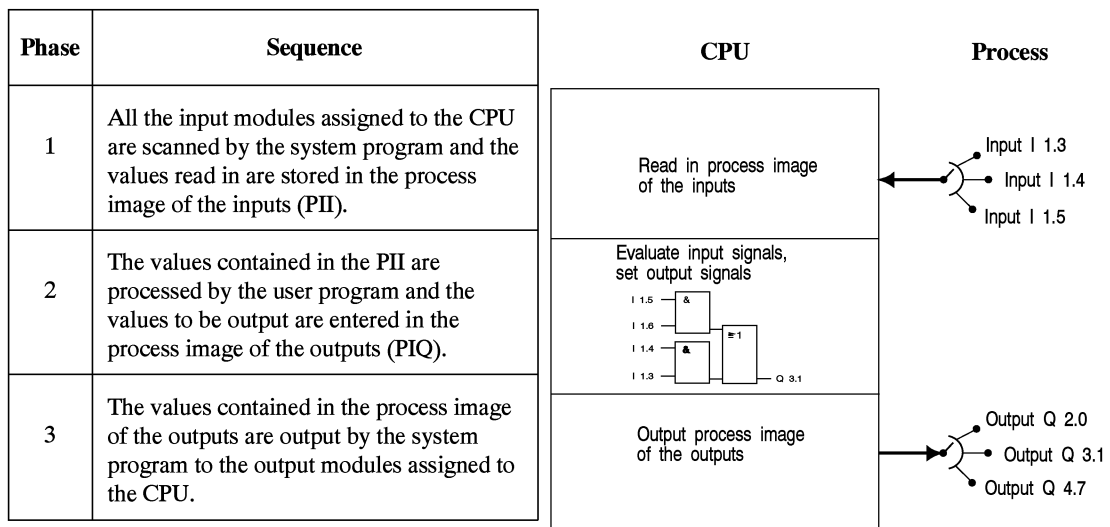 Phase
Sequence
CPU
Process
1
All the input modules assigned to the CPU
are scanned by the system program and the
values read in are stored in the process
image of the inputs (PII).
Read in process image
of the inputs
Input I 1.3
Input I 1.4
Input I 1.5
2
The values contained in the PII are
processed by the user program and the
values to be output are entered in the
process image of the outputs (PIQ).
Evaluate input signals,
set output signals
I 1.5
&
I 1.6
≥1
I 1.4
&
I 1.3
Q 3.1
3
The values contained in the process image
of the outputs are output by the system
program to the output modules assigned to
the CPU.
Output process image
of the outputs
Output Q 2.0
Output Q 3.1
Output Q 4.7